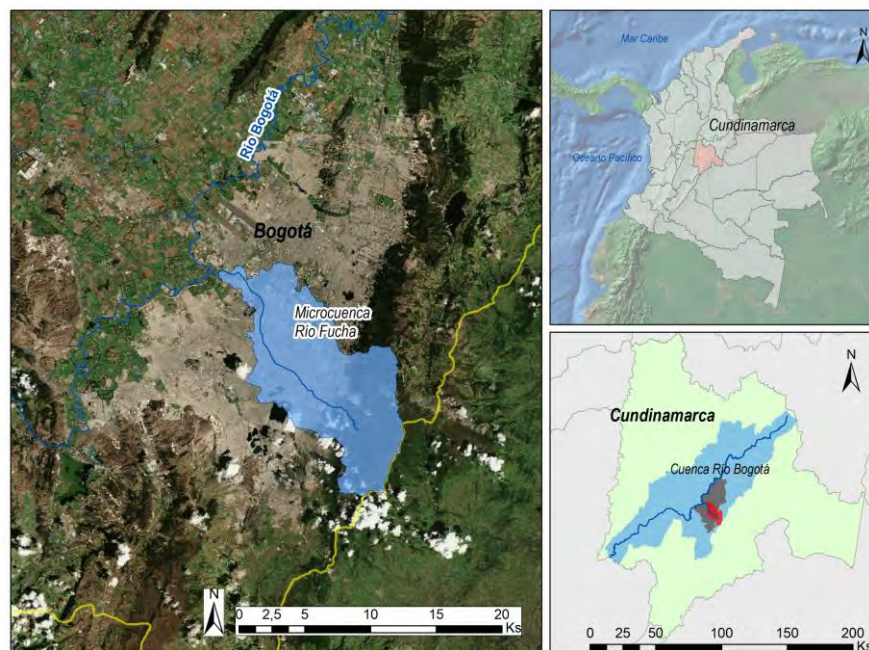 Río Bogotá
Bogotá
Microcuenca
Río Fucha
N
0 2,5 5 10 15 20
Ks
Mar Caribe
N
Cundinamarca
Oceano Pacífico
N
Cundinamarca
Cuenca Río Bogotá
0 25 50 100 150 200
Ks